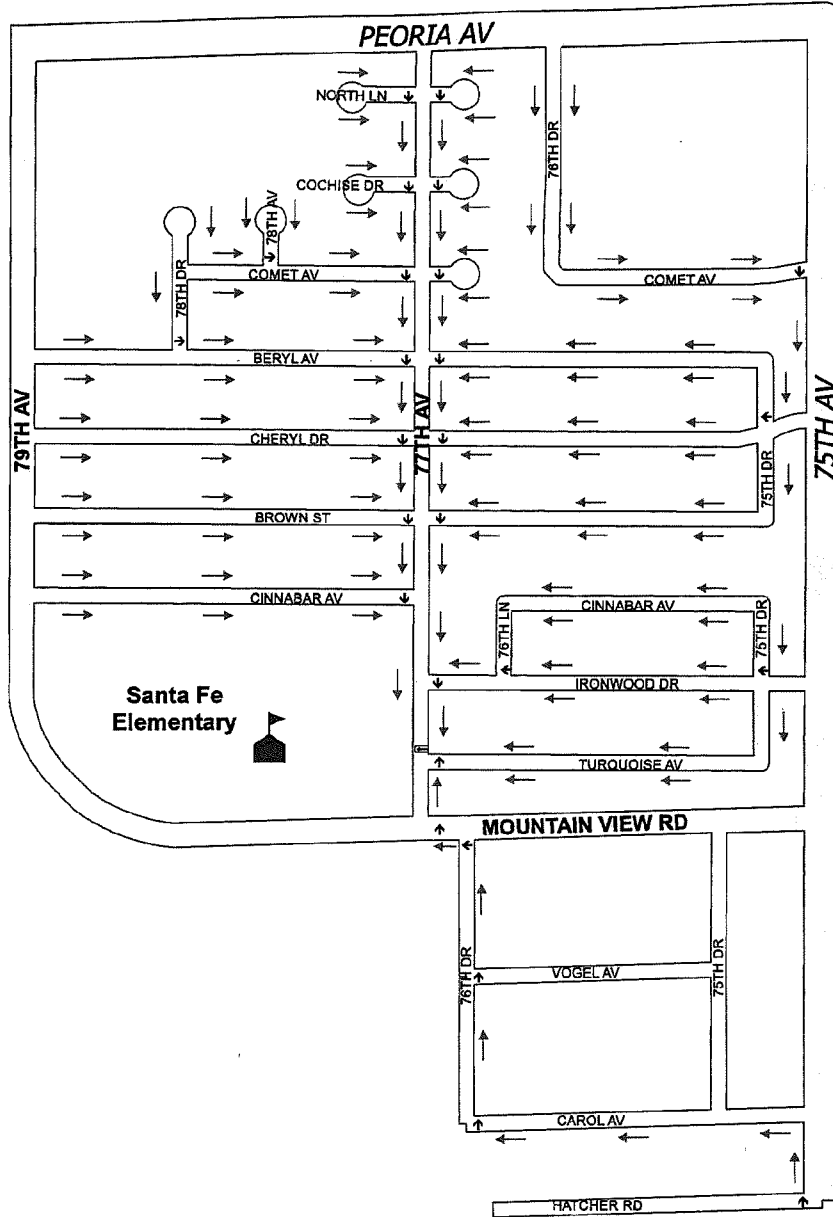 PEORIA AV
NORTH LN
76TH DR
COCHISE DR
78TH AV
78TH DR
COMET AV
COMET AV
BERYL AV
79TH AV
77TH AV
75TH AV
CHERYL DR
75TH DR
BROWN ST
CINNABAR AV
76TH LN
CINNABAR AV
75TH DR
IRONWOOD DR
Santa Fe
Elementary
TURQUOISE AV
MOUNTAIN VIEW RD
76TH DR
VOGEL AV
75TH DR
CAROL AV
HATCHER RD